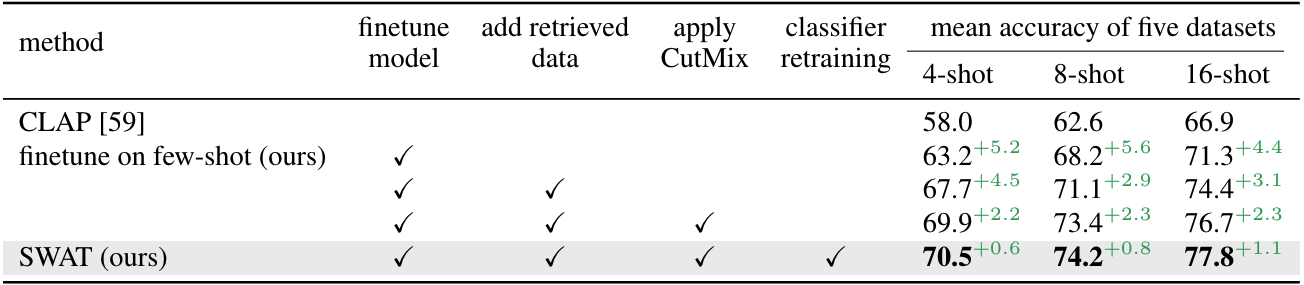 method finetune model add retrieved data apply CutMix classifier retraining mean accuracy of five datasets
4-shot 8-shot 16-shot
CLAP [59] 58.0 62.6 66.9
finetune on few-shot (ours) ✓ 63.2+5.2 68.2+5.6 71.3+4.4
✓ ✓ 67.7+4.5 71.1+2.9 74.4+3.1
✓ ✓ ✓ 69.9+2.2 73.4+2.3 76.7+2.3
SWAT (ours) ✓ ✓ ✓ ✓ 70.5+0.6 74.2+0.8 77.8+1.1